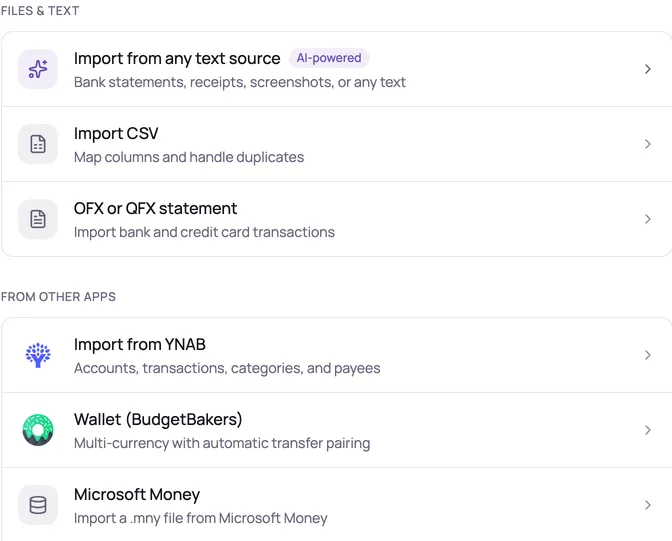 FILES & TEXT
Import from any text source AI-powered
Bank statements, receipts, screenshots, or any text
Import CSV
Map columns and handle duplicates
OFX or QFX statement
Import bank and credit card transactions
FROM OTHER APPS
Import from YNAB
Accounts, transactions, categories, and payees
Wallet (BudgetBakers)
Multi-currency with automatic transfer pairing
Microsoft Money
Import a .mny file from Microsoft Money